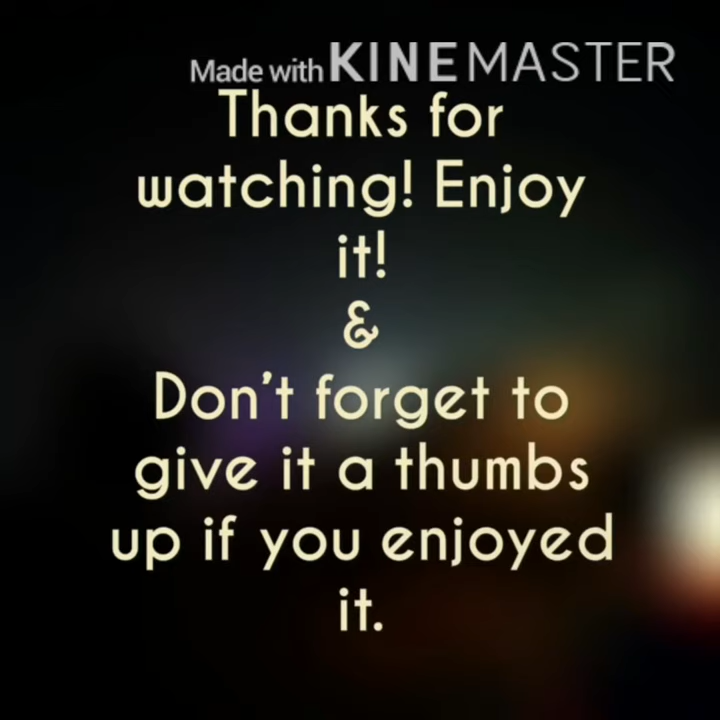 Made with KINEMASTER
Thanks for
watching! Enjoy
it!
&
Don't forget to
give it a thumbs
up if you enjoyed
it.